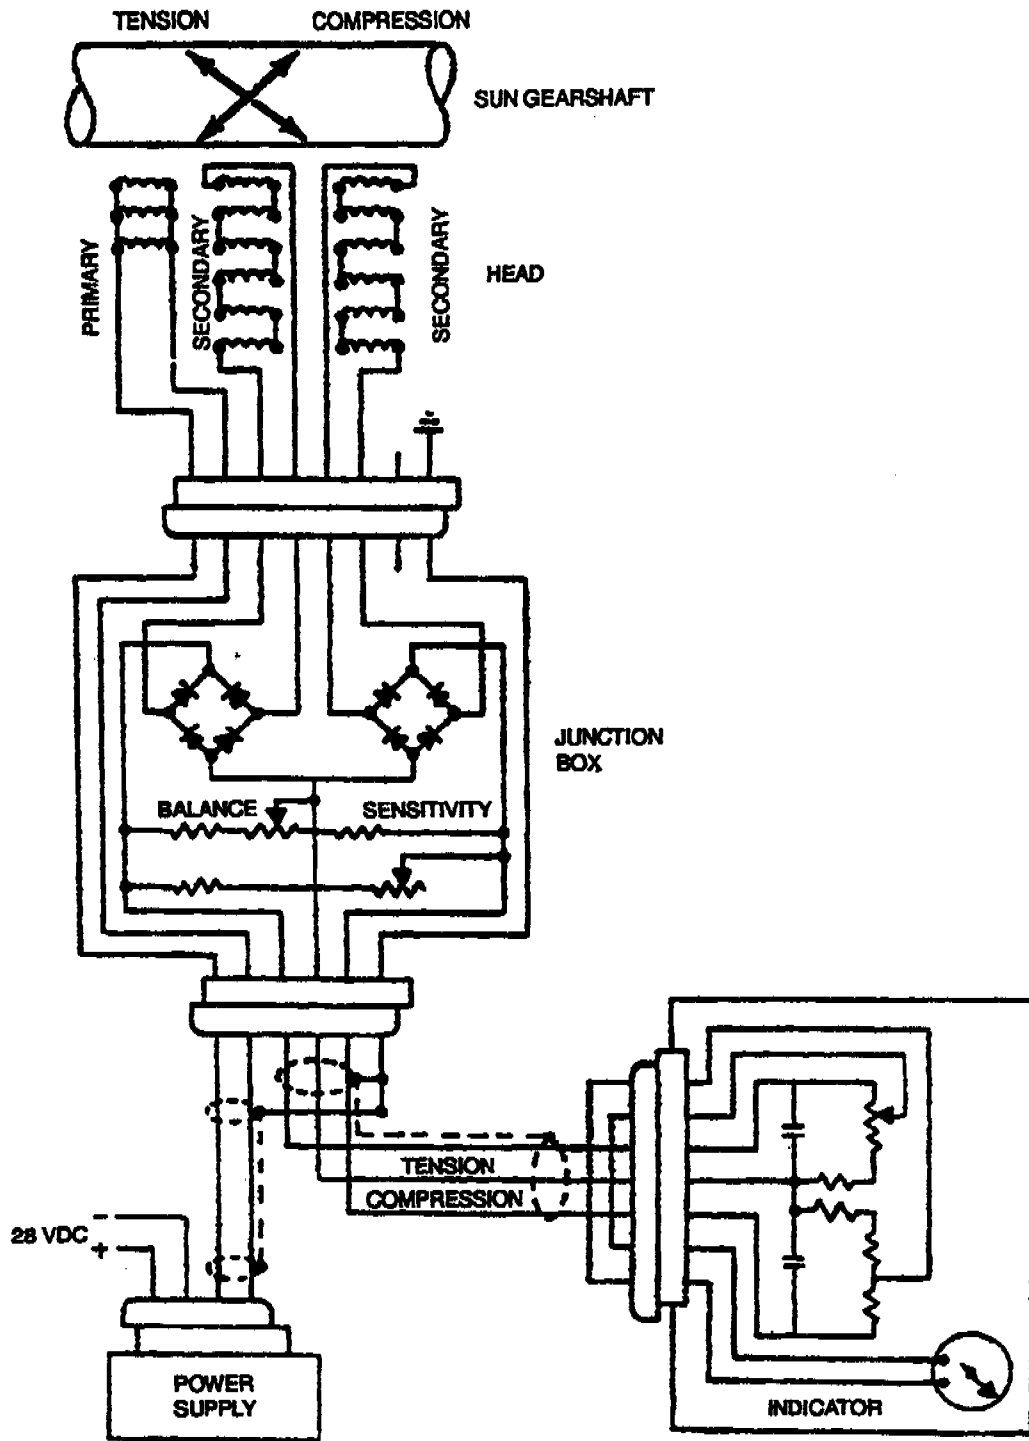 TENSION
COMPRESSION
SUN GEARSHAFT
PRIMARY
SECONDARY
SECONDARY
HEAD
JUNCTION
BOX
BALANCE
SENSITIVITY
TENSION
COMPRESSION
28 VDC
-
+
POWER
SUPPLY
INDICATOR